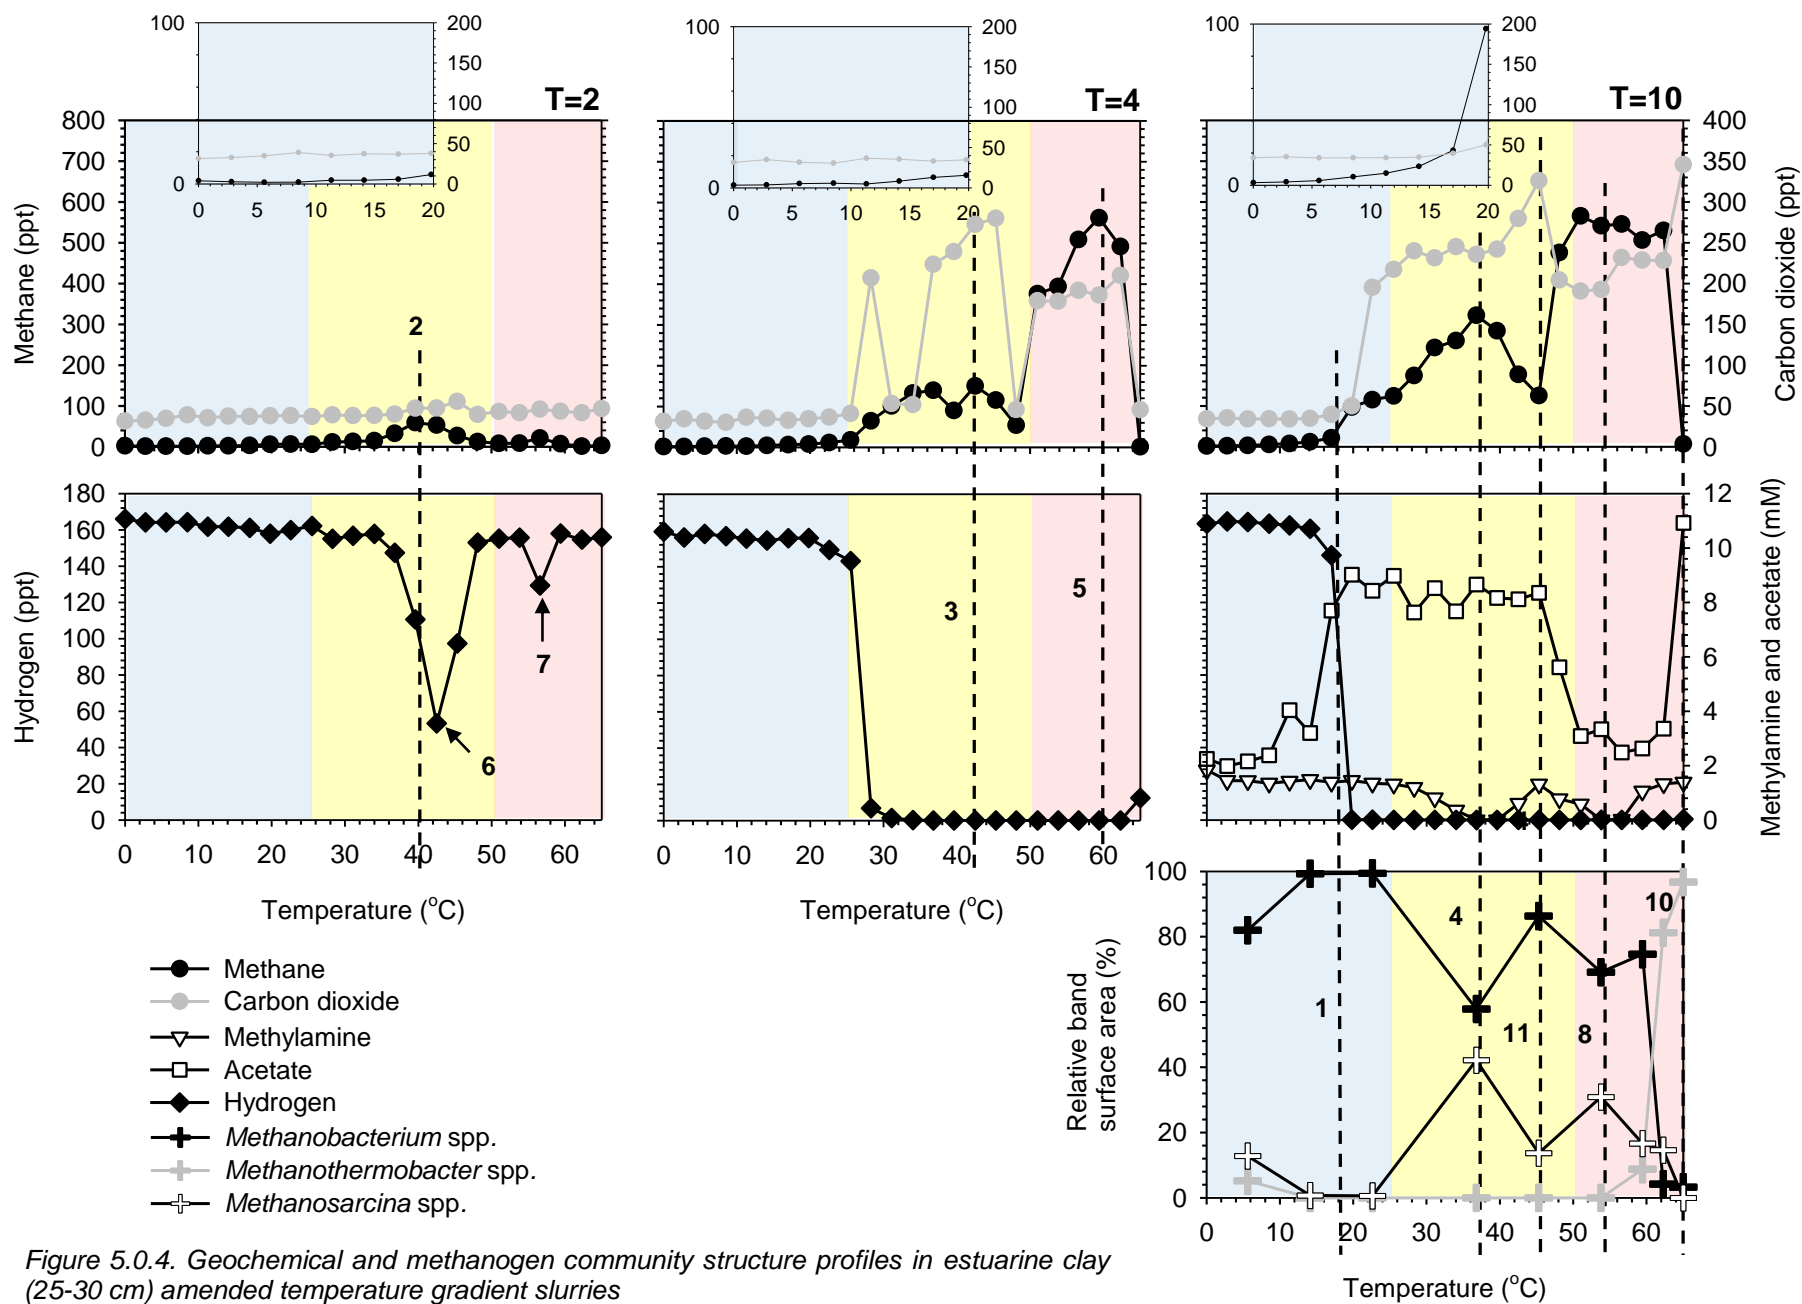 100
200
150
100
50
0
0
0 5 10 15 20
T=2
100
200
150
100
50
0
0
0 5 10 15 20
T=4
100
200
150
100
50
0
0
0 5 10 15 20
T=10
Methane (ppt)
800
700
600
500
400
300
200
100
0
2
400
350
300
250
200
150
100
50
0
Carbon dioxide (ppt)
Hydrogen (ppt)
180
160
140
120
100
80
60
40
20
0
6
7
3
5
12
10
8
6
4
2
0
Methylamine and acetate (mM)
0 10 20 30 40 50 60
Temperature (°C)
0 10 20 30 40 50 60
Temperature (°C)
Relative band
surface area (%)
100
80
60
40
20
0
1
4
11
8
10
0 10 20 30 40 50 60
Temperature (°C)
Methane
Carbon dioxide
Methylamine
Acetate
Hydrogen
Methanobacterium spp.
Methanothermobacter spp.
Methanosarcina spp.
Figure 5.0.4. Geochemical and methanogen community structure profiles in estuarine clay
(25-30 cm) amended temperature gradient slurries